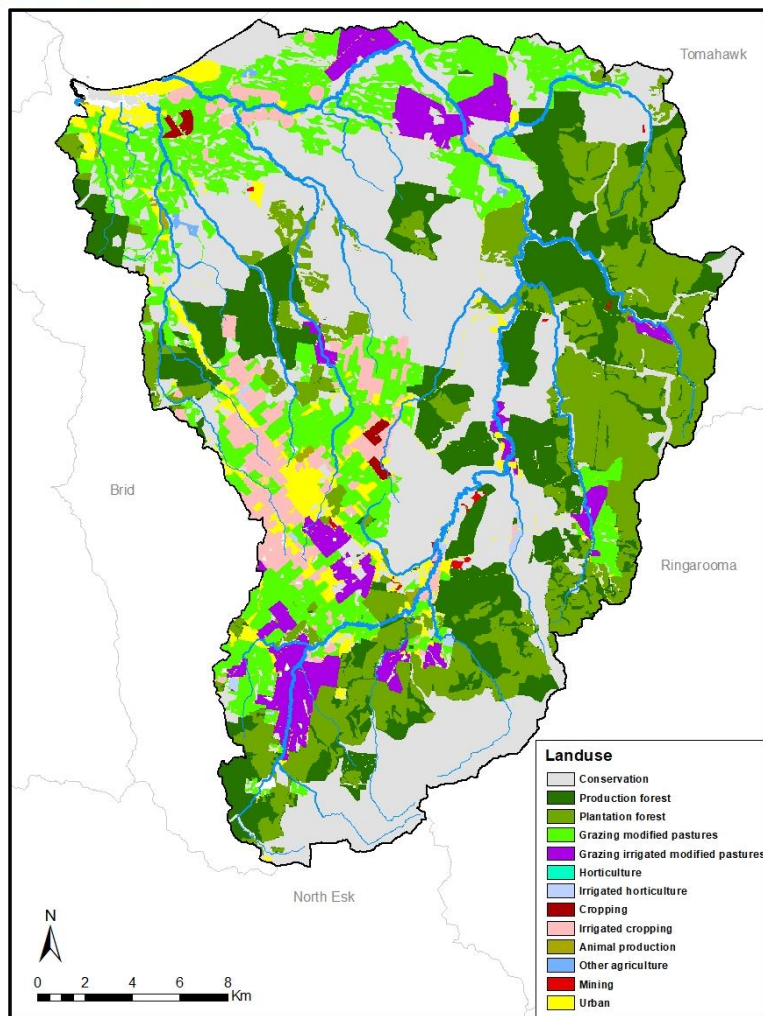 Tomahawk
Brid
Ringarooma
North Esk
N
0 2 4 6 8
Km
Landuse
Conservation
Production forest
Plantation forest
Grazing modified pastures
Grazing irrigated modified pastures
Horticulture
Irrigated horticulture
Cropping
Irrigated cropping
Animal production
Other agriculture
Mining
Urban